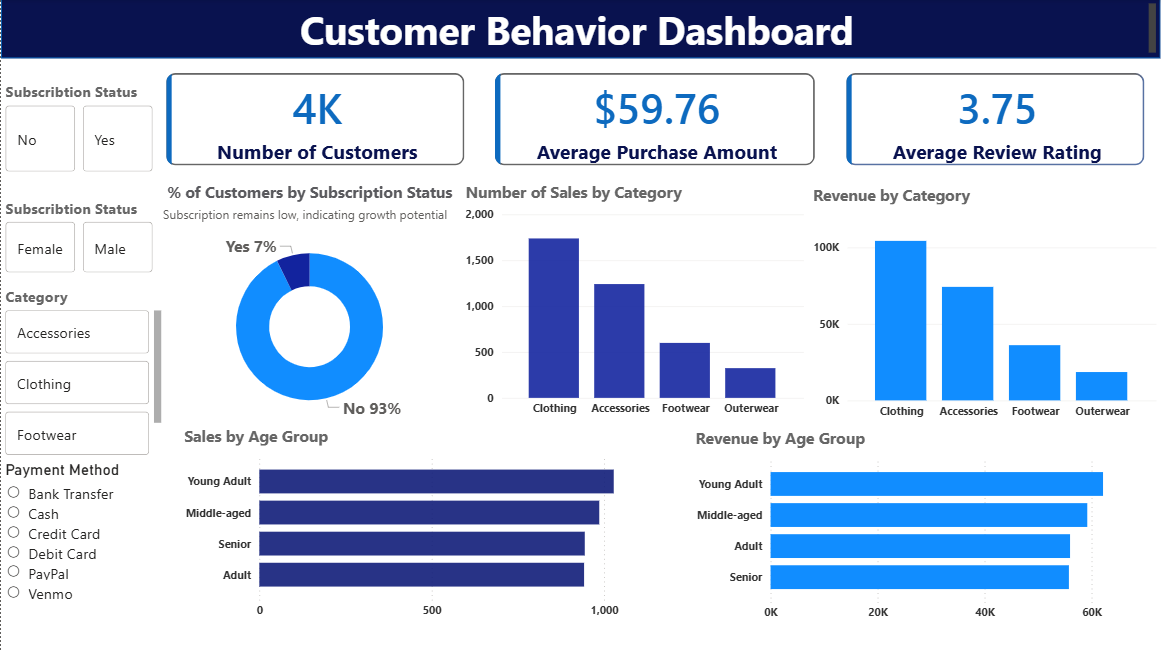 Customer Behavior Dashboard
Subscribtion Status
No
Yes
Subscribtion Status
Female
Male
Category
Accessories
Clothing
Footwear
Payment Method
Bank Transfer
Cash
Credit Card
Debit Card
PayPal
Venmo
4K
Number of Customers
$59.76
Average Purchase Amount
3.75
Average Review Rating
% of Customers by Subscription Status
Subscription remains low, indicating growth potential
Yes 7%
No 93%
Number of Sales by Category
2,000
1,500
1,000
500
0
Clothing Accessories Footwear Outerwear
Revenue by Category
100K
50K
0K
Clothing Accessories Footwear Outerwear
Sales by Age Group
Young Adult
Middle-aged
Senior
Adult
0 500 1,000
Revenue by Age Group
Young Adult
Middle-aged
Adult
Senior
0K 20K 40K 60K